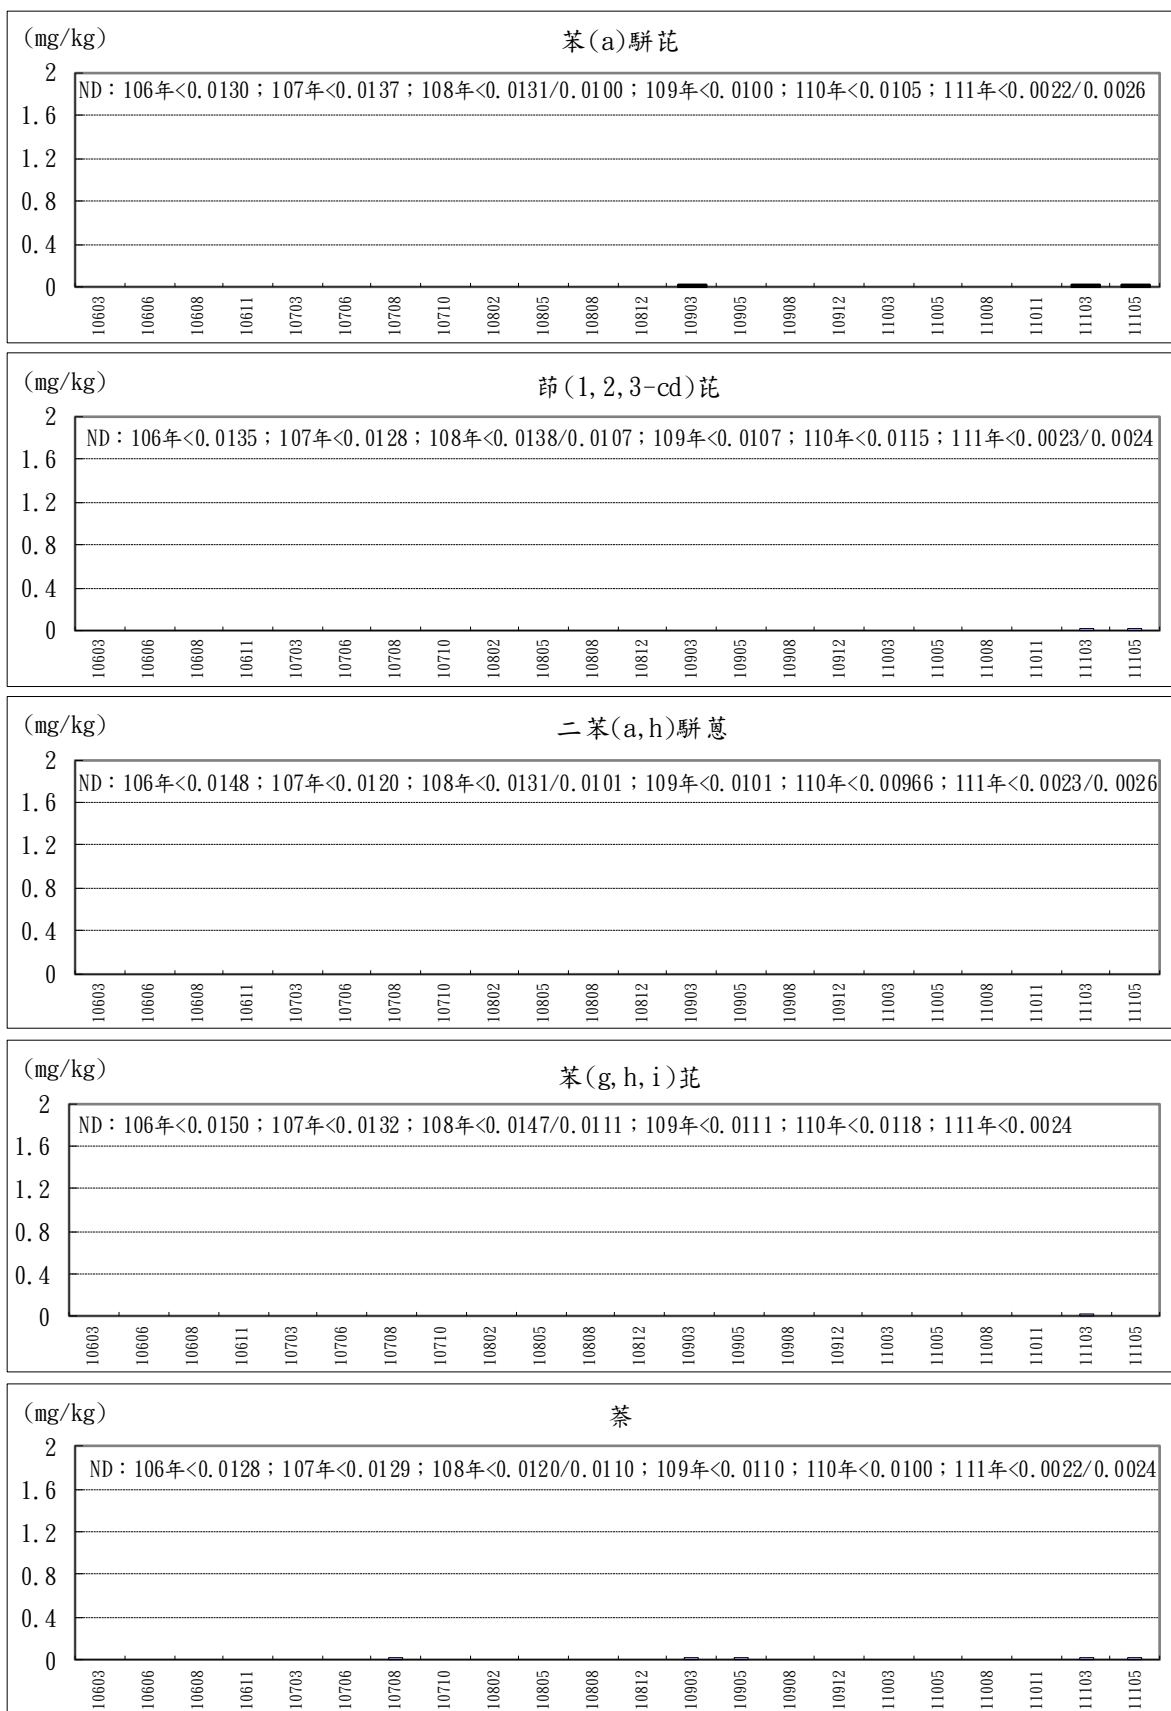 (mg/kg)
苯(a)駢芘
2
ND：106年<0.0130；107年<0.0137；108年<0.0131/0.0100；109年<0.0100；110年<0.0105；111年<0.0022/0.0026
1.6
1.2
0.8
0.4
0
10603 10606 10608 10611 10703 10706 10708 10710 10802 10805 10808 10812 10903 10905 10908 10912 11003 11005 11008 11011 11103 11105
(mg/kg)
茚(1,2,3-cd)芘
2
ND：106年<0.0135；107年<0.0128；108年<0.0138/0.0107；109年<0.0107；110年<0.0115；111年<0.0023/0.0024
1.6
1.2
0.8
0.4
0
10603 10606 10608 10611 10703 10706 10708 10710 10802 10805 10808 10812 10903 10905 10908 10912 11003 11005 11008 11011 11103 11105
(mg/kg)
二苯(a,h)駢蒽
2
ND：106年<0.0148；107年<0.0120；108年<0.0131/0.0101；109年<0.0101；110年<0.00966；111年<0.0023/0.0026
1.6
1.2
0.8
0.4
0
10603 10606 10608 10611 10703 10706 10708 10710 10802 10805 10808 10812 10903 10905 10908 10912 11003 11005 11008 11011 11103 11105
(mg/kg)
苯(g,h,i)苝
2
ND：106年<0.0150；107年<0.0132；108年<0.0147/0.0111；109年<0.0111；110年<0.0118；111年<0.0024
1.6
1.2
0.8
0.4
0
10603 10606 10608 10611 10703 10706 10708 10710 10802 10805 10808 10812 10903 10905 10908 10912 11003 11005 11008 11011 11103 11105
(mg/kg)
萘
2
ND：106年<0.0128；107年<0.0129；108年<0.0120/0.0110；109年<0.0110；110年<0.0100；111年<0.0022/0.0024
1.6
1.2
0.8
0.4
0
10603 10606 10608 10611 10703 10706 10708 10710 10802 10805 10808 10812 10903 10905 10908 10912 11003 11005 11008 11011 11103 11105